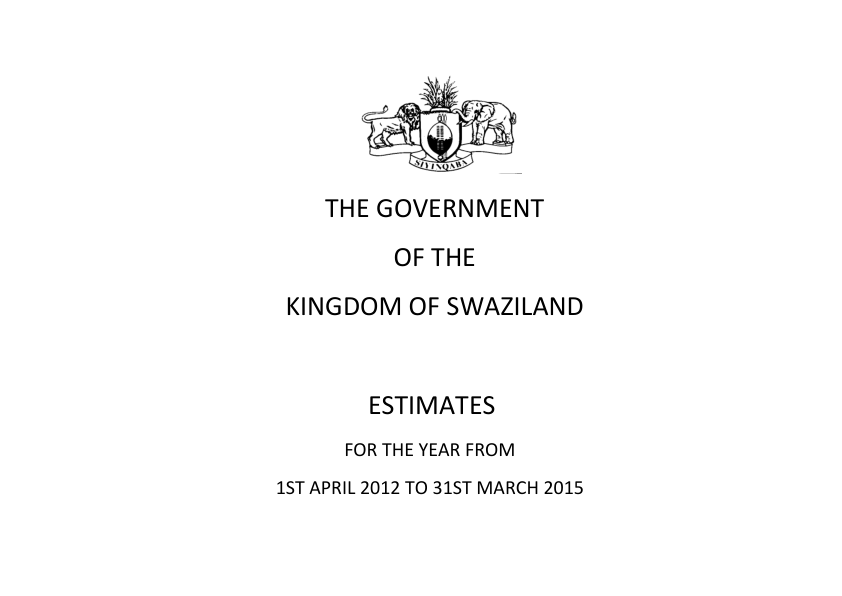 SIYINQABA
THE GOVERNMENT
OF THE
KINGDOM OF SWAZILAND
ESTIMATES
FOR THE YEAR FROM
1ST APRIL 2012 TO 31ST MARCH 2015